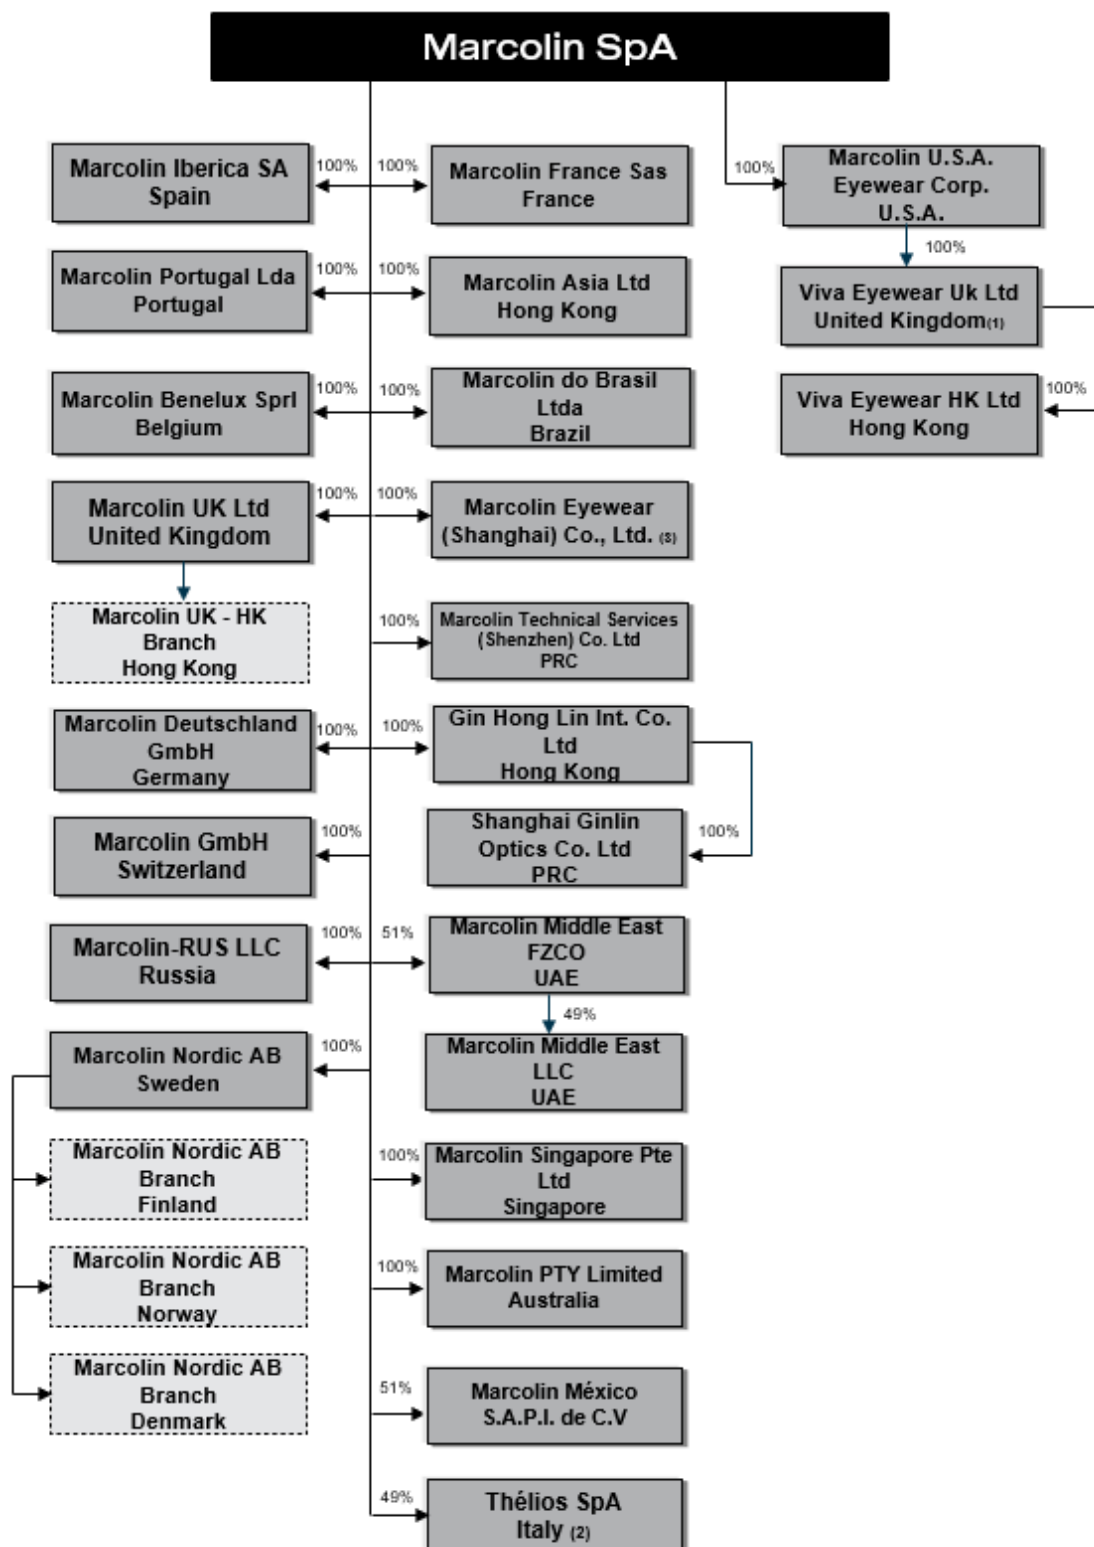 Marcolin SpA
Marcolin Iberica SA
Spain
100%
100%
Marcolin France Sas
France
100%
Marcolin U.S.A.
Eyewear Corp.
U.S.A.
100%
Marcolin Portugal Lda
Portugal
100%
100%
Marcolin Asia Ltd
Hong Kong
Viva Eyewear Uk Ltd
United Kingdom(1)
Marcolin Benelux Sprl
Belgium
100%
100%
Marcolin do Brasil
Ltda
Brazil
Viva Eyewear HK Ltd
Hong Kong
100%
Marcolin UK Ltd
United Kingdom
100%
100%
Marcolin Eyewear
(Shanghai) Co., Ltd. (3)
Marcolin UK - HK
Branch
Hong Kong
100%
Marcolin Technical Services
(Shenzhen) Co. Ltd
PRC
Marcolin Deutschland
GmbH
Germany
100%
100%
Gin Hong Lin Int. Co.
Ltd
Hong Kong
Marcolin GmbH
Switzerland
100%
Shanghai Ginlin
Optics Co. Ltd
PRC
100%
Marcolin-RUS LLC
Russia
100%
51%
Marcolin Middle East
FZCO
UAE
49%
Marcolin Nordic AB
Sweden
100%
Marcolin Middle East
LLC
UAE
Marcolin Nordic AB
Branch
Finland
100%
Marcolin Singapore Pte
Ltd
Singapore
Marcolin Nordic AB
Branch
Norway
100%
Marcolin PTY Limited
Australia
Marcolin Nordic AB
Branch
Denmark
51%
Marcolin México
S.A.P.I. de C.V
49%
Thélios SpA
Italy (2)